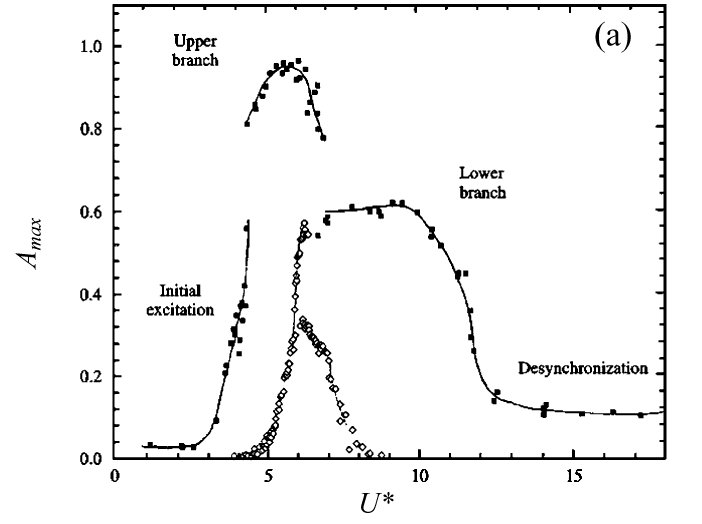 (a)
Upper
branch
Lower
branch
Initial
excitation
Desynchronization
1.0
0.8
0.6
0.4
0.2
0.0
0 5 10 15
A max
U*